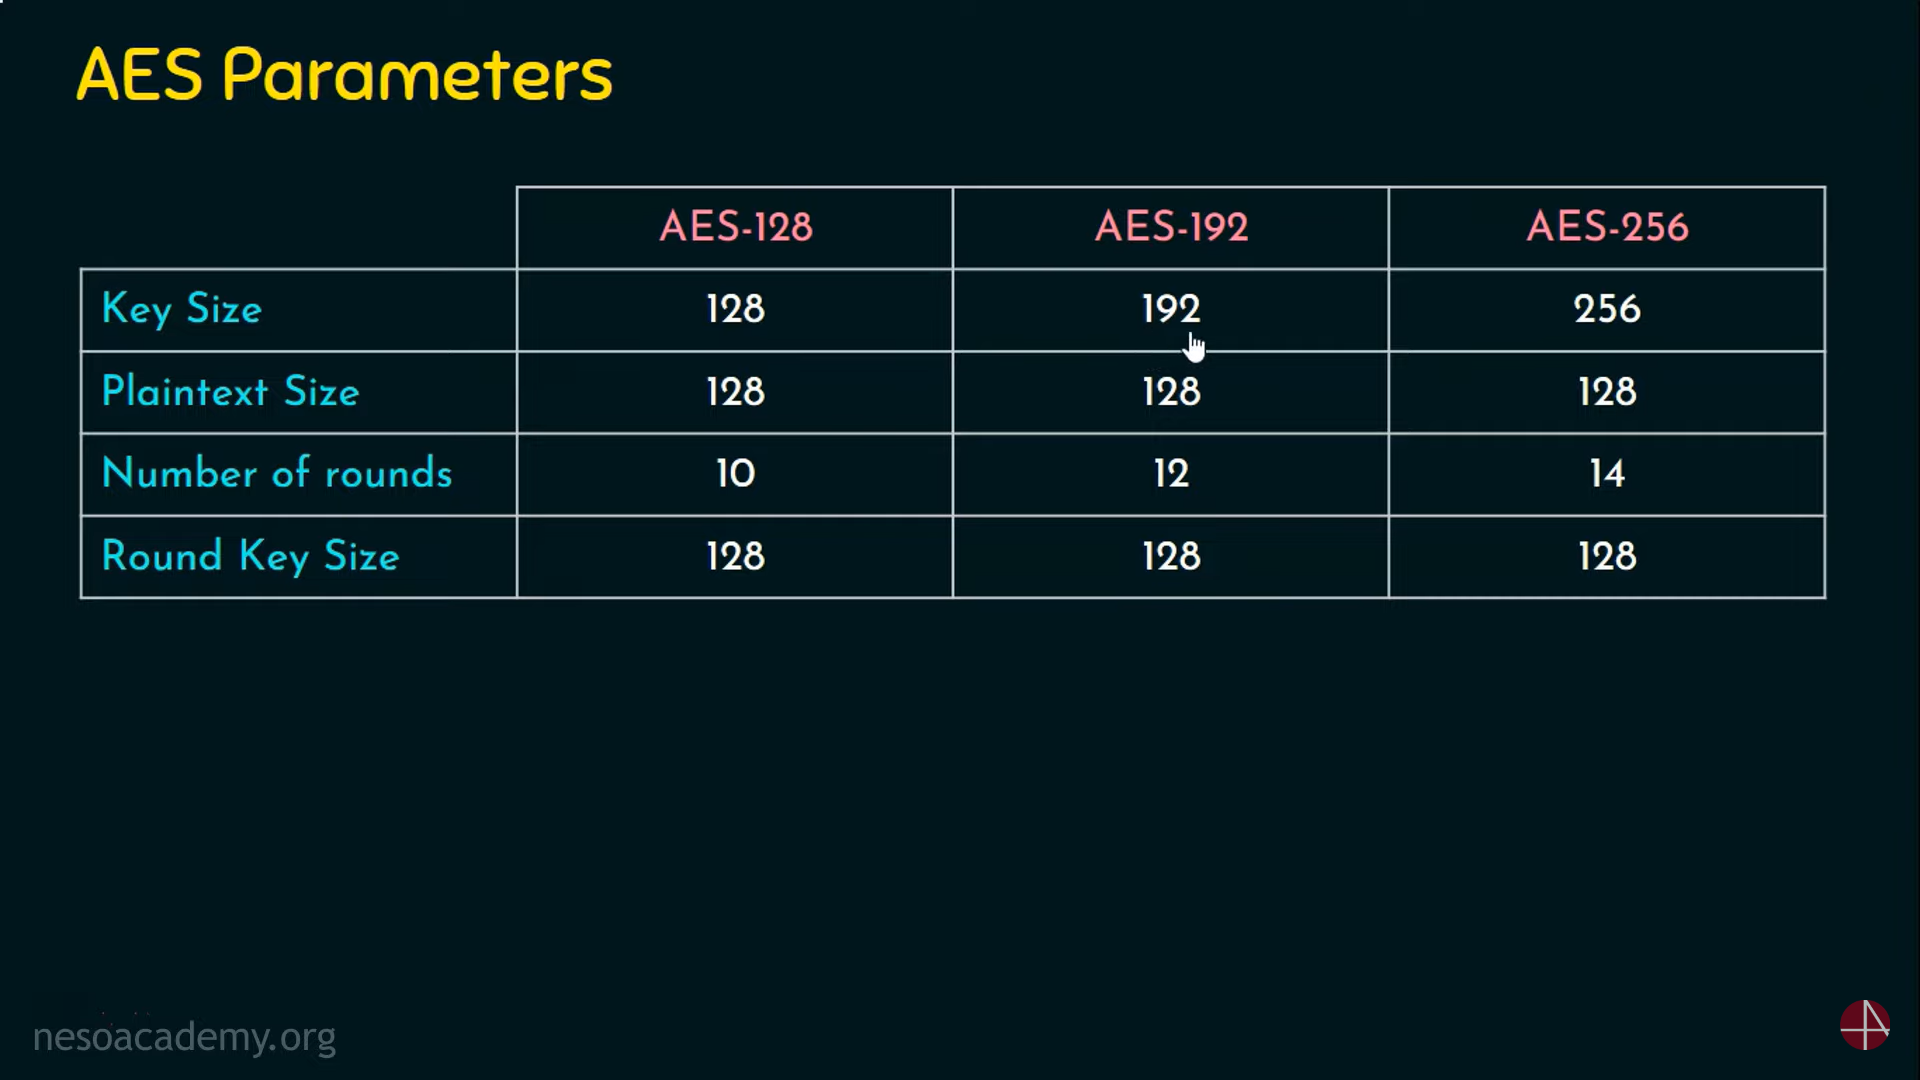 AES Parameters
AES-128 AES-192 AES-256
Key Size 128 192 256
Plaintext Size 128 128 128
Number of rounds 10 12 14
Round Key Size 128 128 128
nesoacademy.org